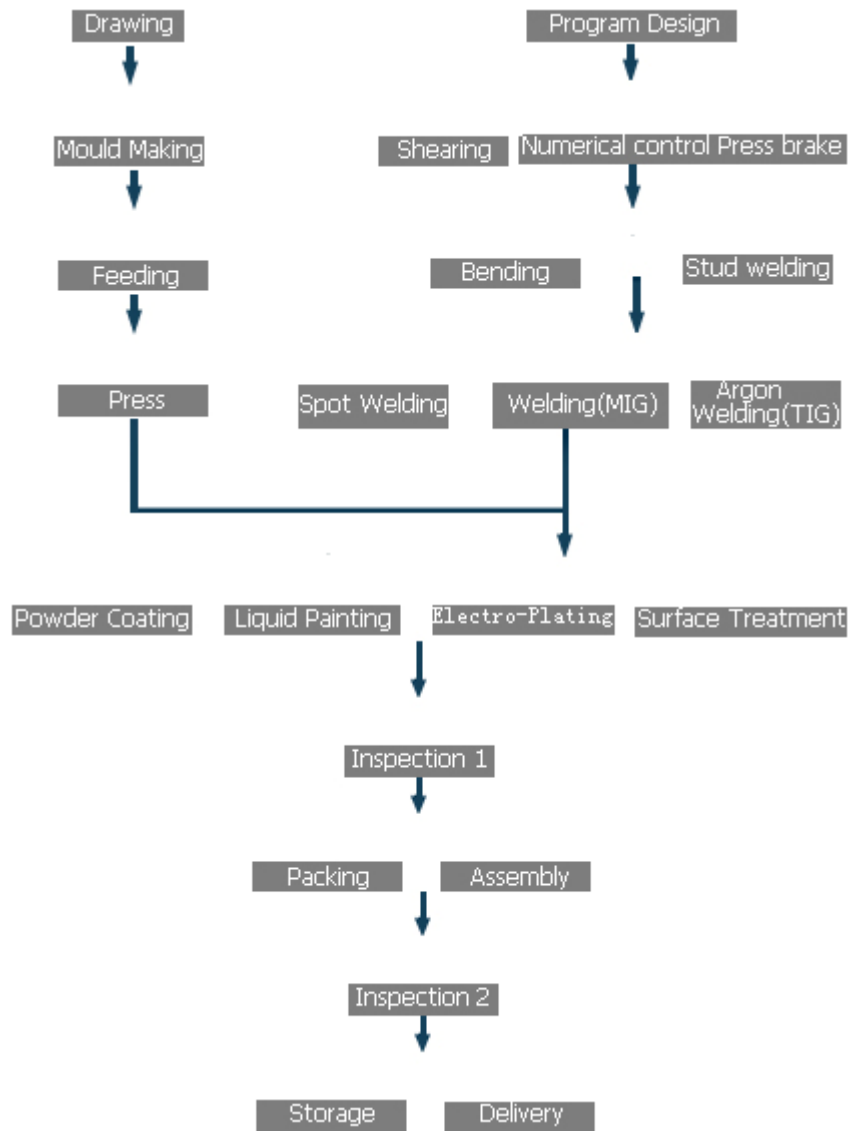 Drawing
Program Design
Mould Making
Shearing
Numerical control Press brake
Feeding
Bending
Stud welding
Press
Spot Welding
Welding(MIG)
Argon
Welding(TIG)
Powder Coating
Liquid Painting
Electro-Plating
Surface Treatment
Inspection 1
Packing
Assembly
Inspection 2
Storage
Delivery